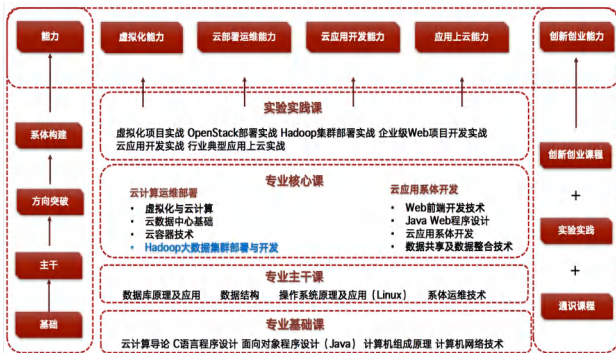 能力
虚拟化能力
云部署运维能力
云应用开发能力
应用上云能力
创新创业能力
实验实践课
虚拟化项目实战 OpenStack部署实战 Hadoop集群部署实战 企业级Web项目开发实战
云应用开发实战 行业典型应用上云实战
系体构建
方向突破
主干
基础
专业核心课
云计算运维部署
• 虚拟化与云计算
• 云数据中心基础
• 云容器技术
• Hadoop大数据集群部署与开发
云应用系体开发
• Web前端开发技术
• Java Web程序设计
• 云应用系体开发
• 数据共享及数据整合技术
专业主干课
数据库原理及应用 数据结构 操作系统原理及应用（Linux） 系体运维技术
专业基础课
云计算导论 C语言程序设计 面向对象程序设计（Java） 计算机组成原理 计算机网络技术
创新创业课程
+
实验实践
+
通识课程